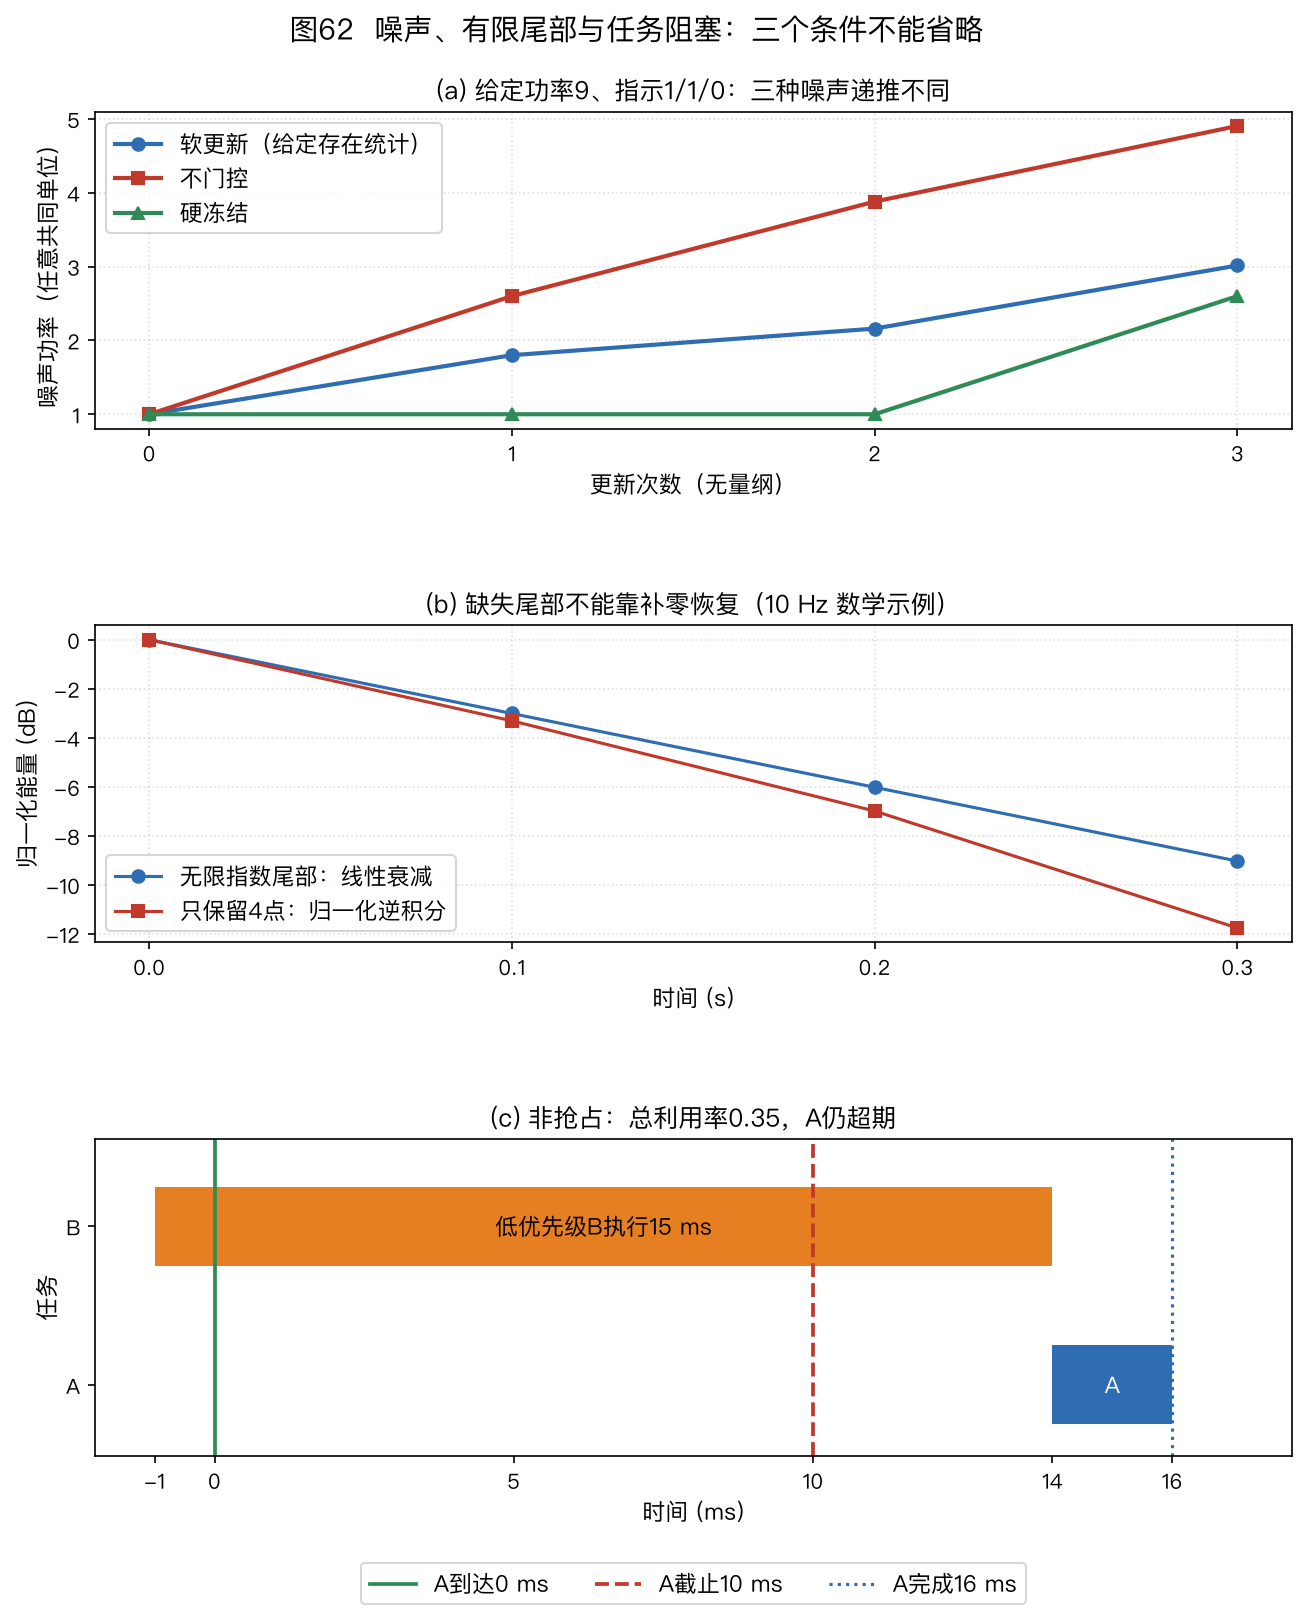 图62 噪声、有限尾部与任务阻塞：三个条件不能省略
(a) 给定功率9、指示1/1/0：三种噪声递推不同
软更新（给定存在统计）
不门控
硬冻结
噪声功率（任意共同单位）
5
4
3
2
1
0 1 2 3
更新次数（无量纲）
(b) 缺失尾部不能靠补零恢复（10 Hz 数学示例）
归一化能量 (dB)
0
−2
−4
−6
−8
−10
−12
无限指数尾部：线性衰减
只保留4点：归一化逆积分
0.0 0.1 0.2 0.3
时间 (s)
(c) 非抢占：总利用率0.35，A仍超期
任务
B
低优先级B执行15 ms
A
A
−1 0 5 10 14 16
时间 (ms)
A到达0 ms A截止10 ms A完成16 ms